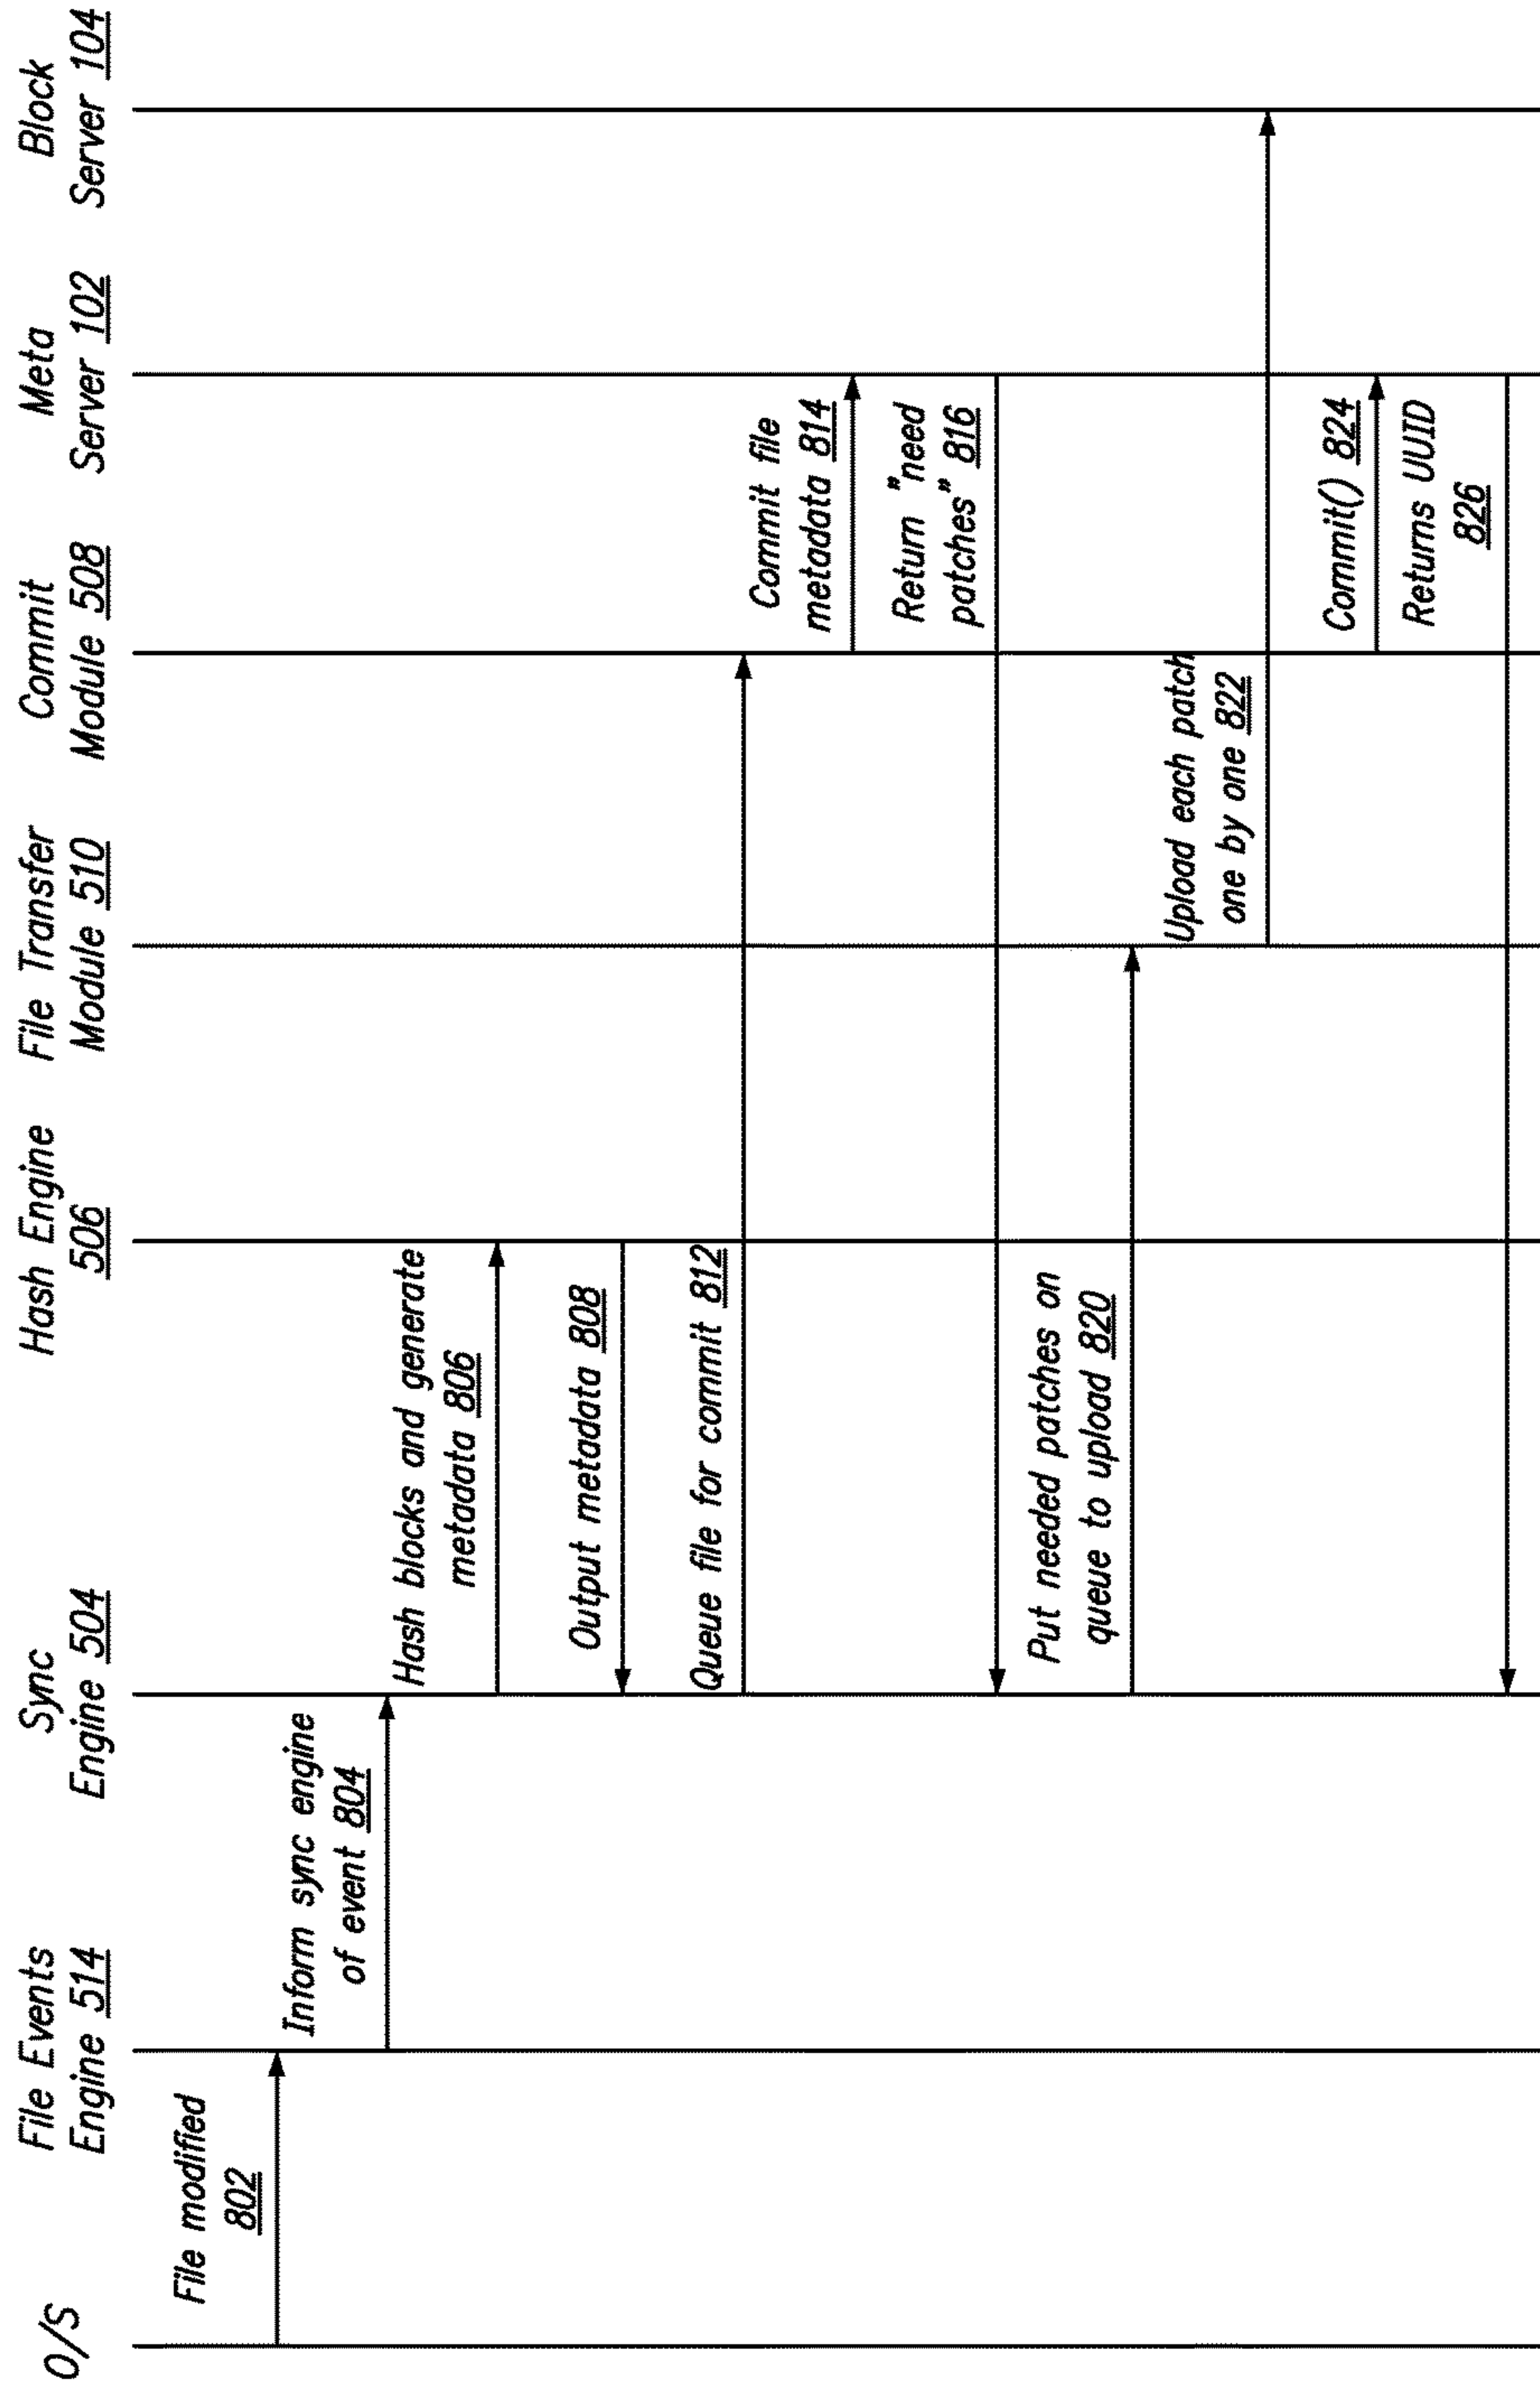 O/S
File Events
Engine 514
Sync
Engine 504
Hash Engine
506
File Transfer
Module 510
Commit
Module 508
Meta
Server 102
Block
Server 104
File modified
802
Inform sync engine
of event 804
Hash blocks and generate
metadata 806
Output metadata 808
Queue file for commit 812
Commit file
metadata 814
Return "need
patches" 816
Put needed patches on
queue to upload 820
Upload each patch
one by one 822
Commit() 824
Returns UUID
826